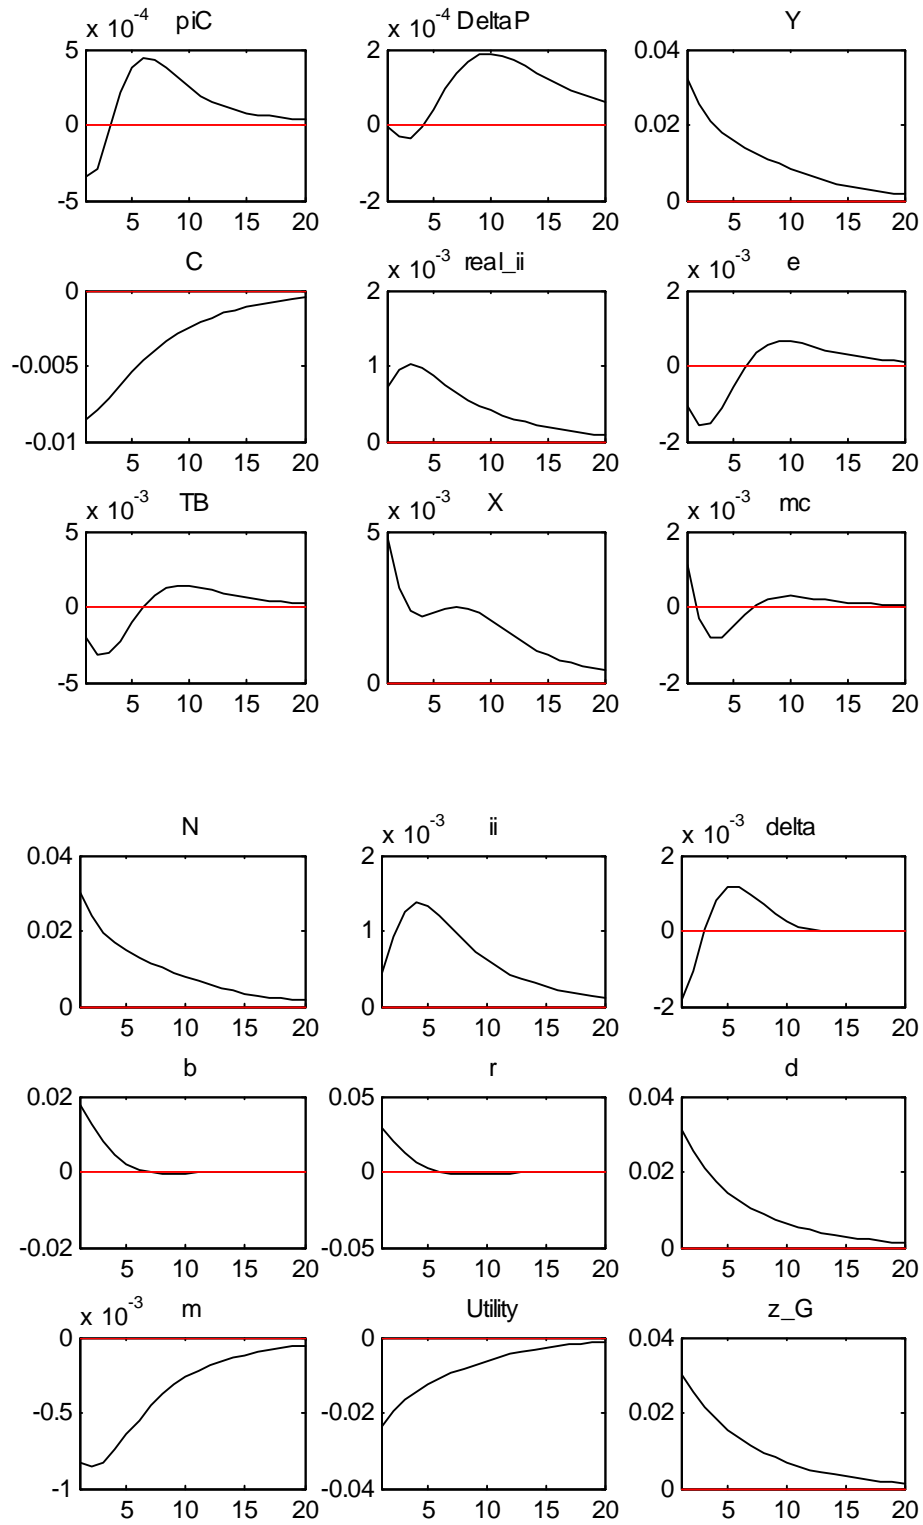 x 10^-4 piC x 10^-4 DeltaP Y
5 2 0.04
0 0 0.02
-5 -2 0
5 10 15 20 5 10 15 20 5 10 15 20
C x 10^-3 real_ii x 10^-3 e
0 2 2
-0.005 1 0
-0.01 0 -2
5 10 15 20 5 10 15 20 5 10 15 20
x 10^-3 TB X x 10^-3 x 10^-3 mc
5 5 2
0 0
-5 0 -2
5 10 15 20 5 10 15 20 5 10 15 20
N x 10^-3 ii x 10^-3 delta
0.04 2 2
0.02 1 0
0 0 -2
5 10 15 20 5 10 15 20 5 10 15 20
b r d
0.02 0.05 0.04
0 0 0.02
-0.02 -0.05 0
5 10 15 20 5 10 15 20 5 10 15 20
x 10^-3 m Utility z_G
0 0 0.04
-0.5 -0.02 0.02
-1 -0.04 0
5 10 15 20 5 10 15 20 5 10 15 20